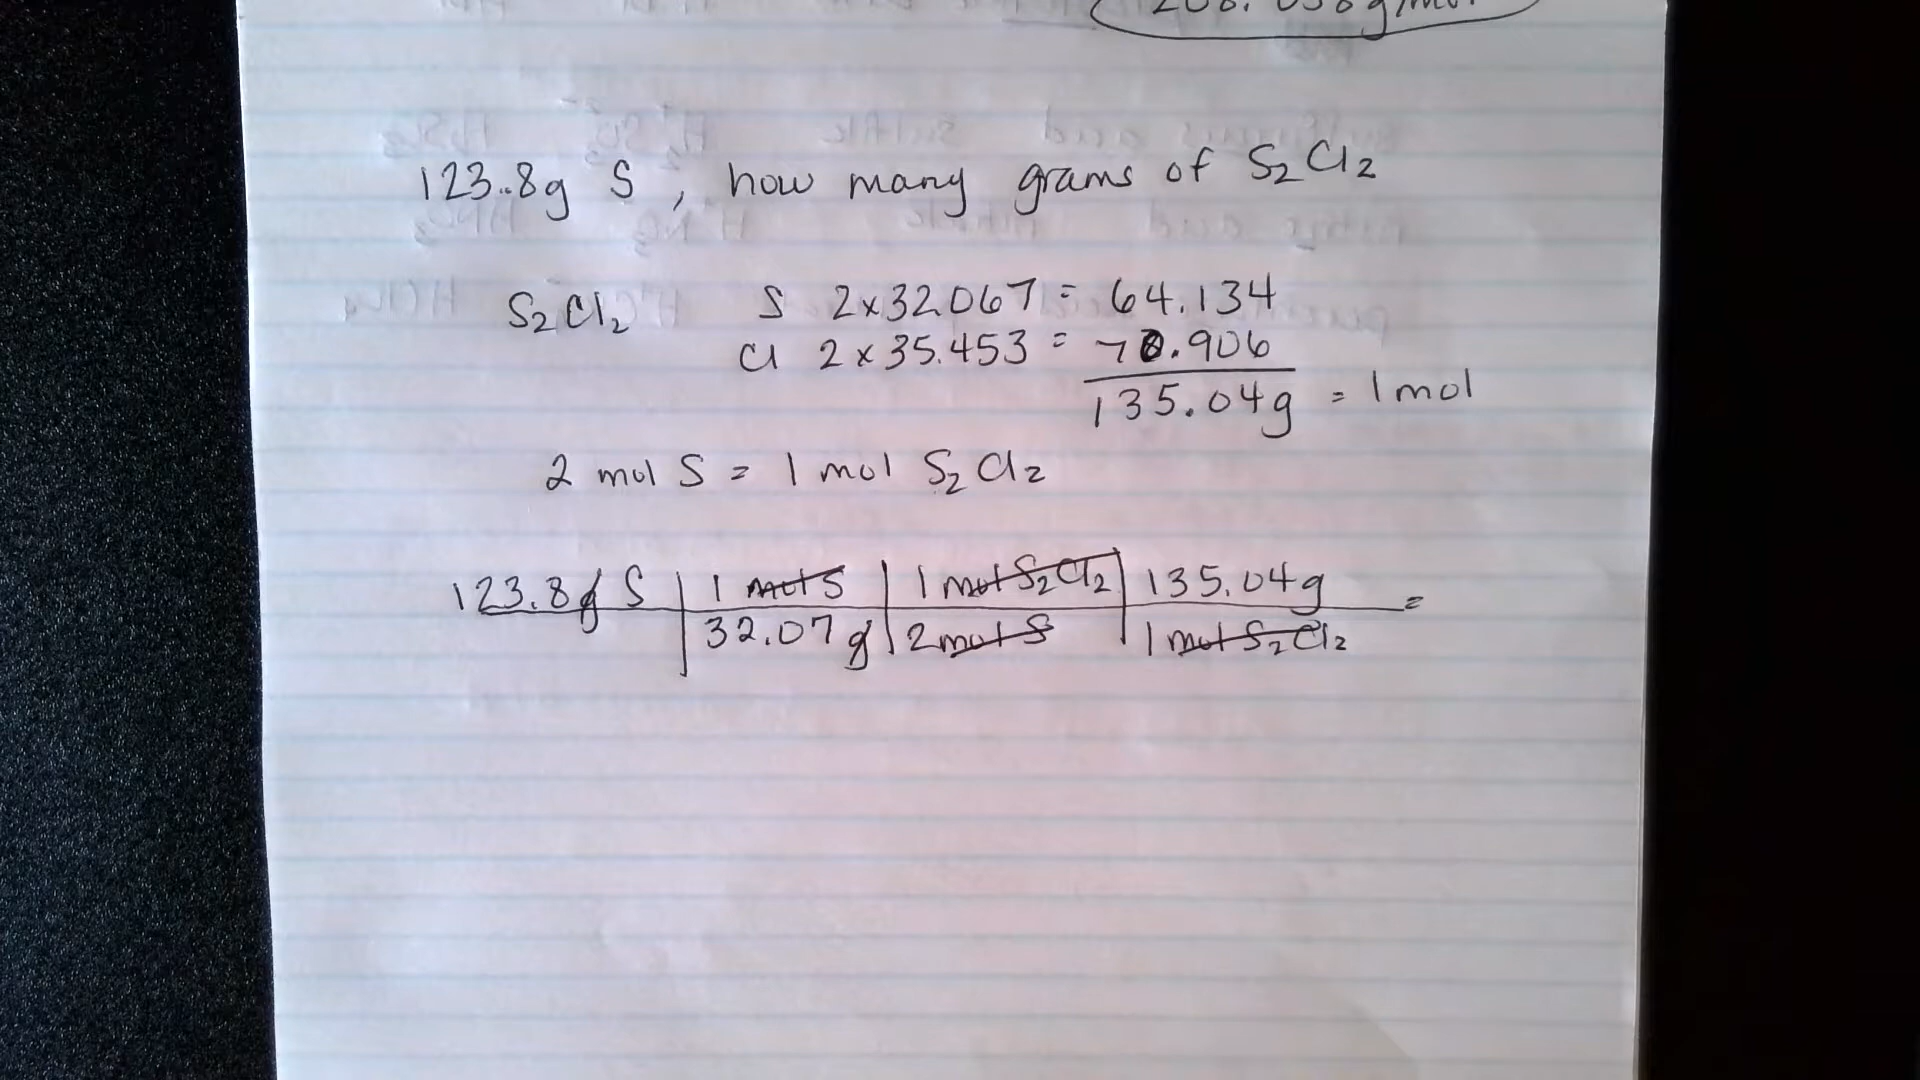 123.8g S, how many grams of S₂Cl₂
S₂Cl₂ S 2×32.067 = 64.134
Cl 2×35.453 = 70.906
135.04g = 1 mol
2 mol S = 1 mol S₂Cl₂
123.8g S | 1 mol S | 1 mol S₂Cl₂ | 135.04g =
32.07g | 2 mol S | 1 mol S₂Cl₂